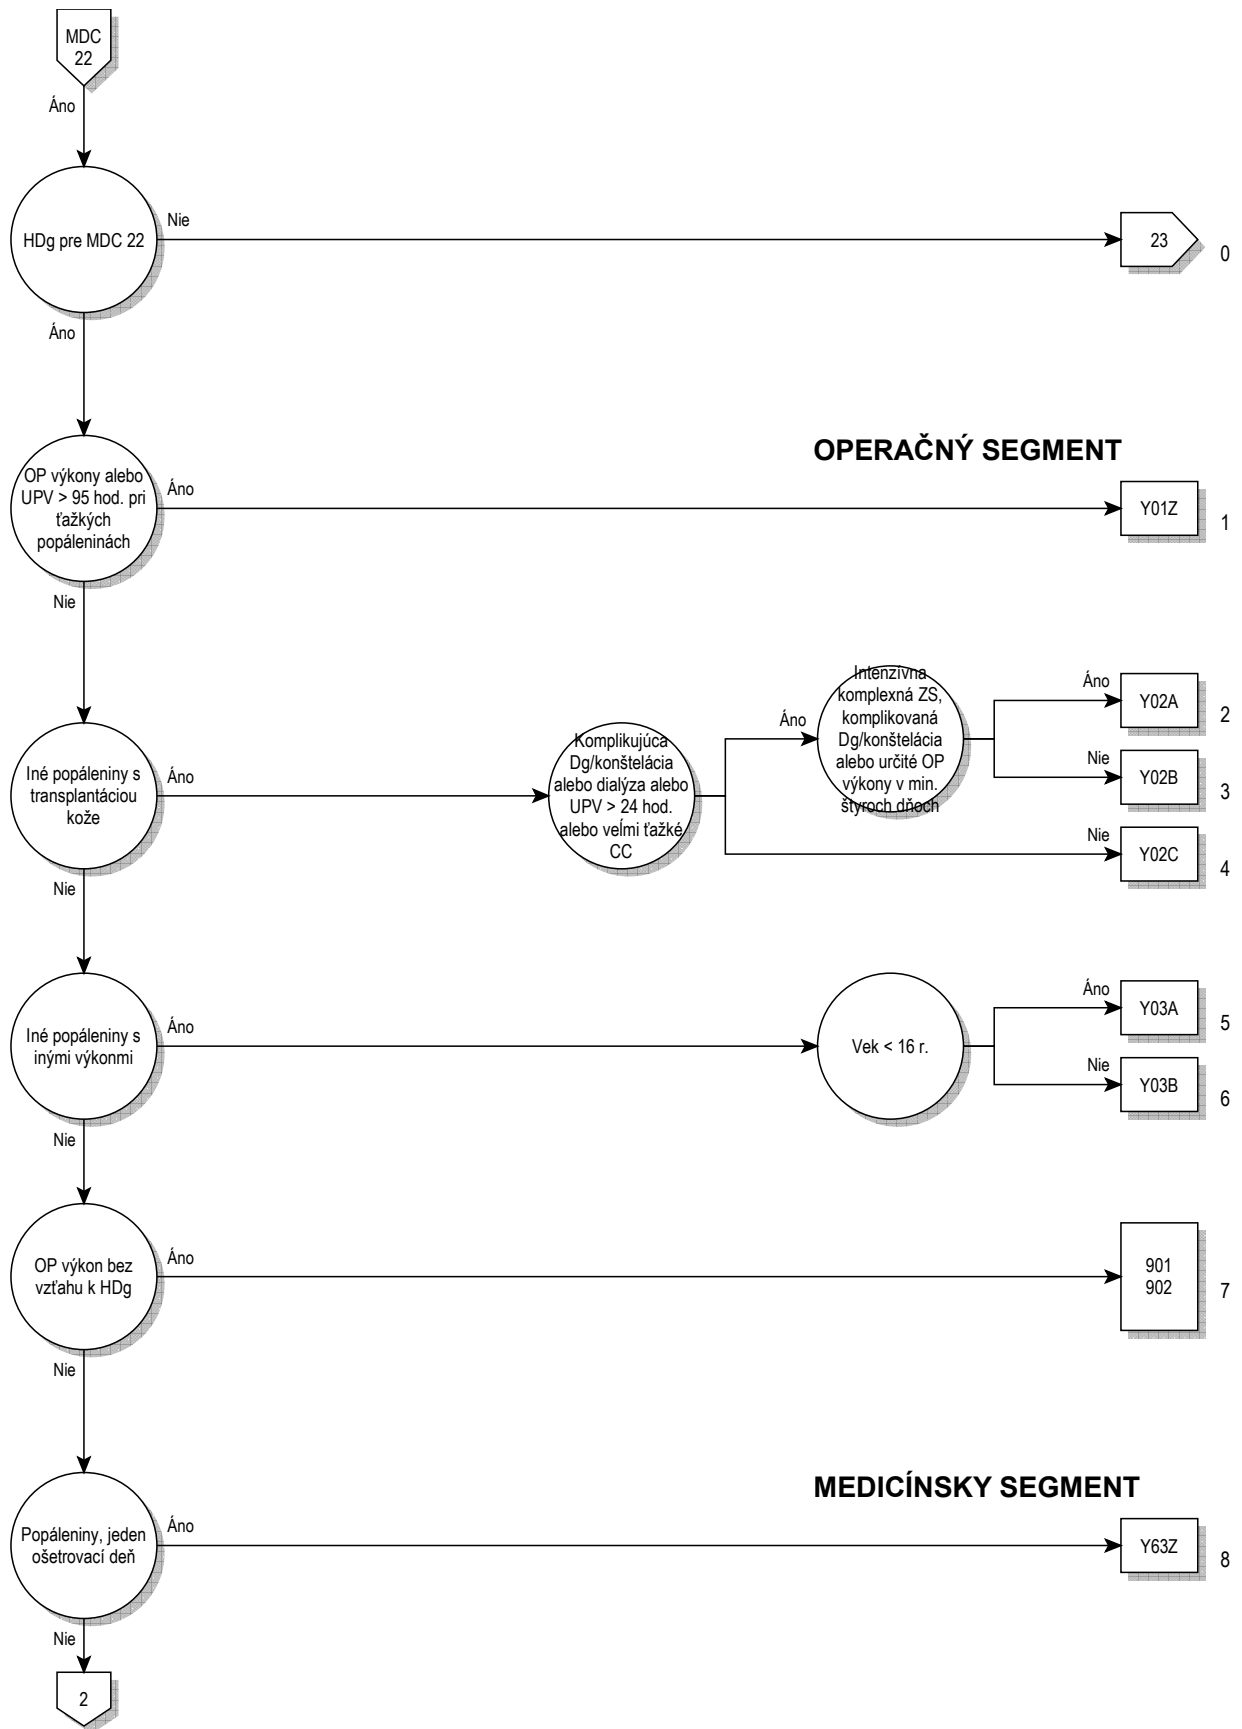 MDC
22
Áno
HDg pre MDC 22
Nie
23
0
Áno
OPERAČNÝ SEGMENT
OP výkony alebo
UPV > 95 hod. pri
ťažkých
popáleninách
Áno
Y01Z
1
Nie
Iné popáleniny s
transplantáciou
kože
Áno
Komplikujúca
Dg/konštelácia
alebo dialýza alebo
UPV > 24 hod.
alebo veĺmi ťažké
CC
Áno
Intenzívna
komplexná ZS,
komplikovaná
Dg/konštelácia
alebo určité OP
výkony v min.
štyroch dňoch
Áno
Y02A
2
Nie
Y02B
3
Nie
Y02C
4
Nie
Iné popáleniny s
inými výkonmi
Áno
Vek < 16 r.
Áno
Y03A
5
Nie
Y03B
6
Nie
OP výkon bez
vzťahu k HDg
Áno
901
902
7
Nie
MEDICÍNSKY SEGMENT
Popáleniny, jeden
ošetrovací deň
Áno
Y63Z
8
Nie
2